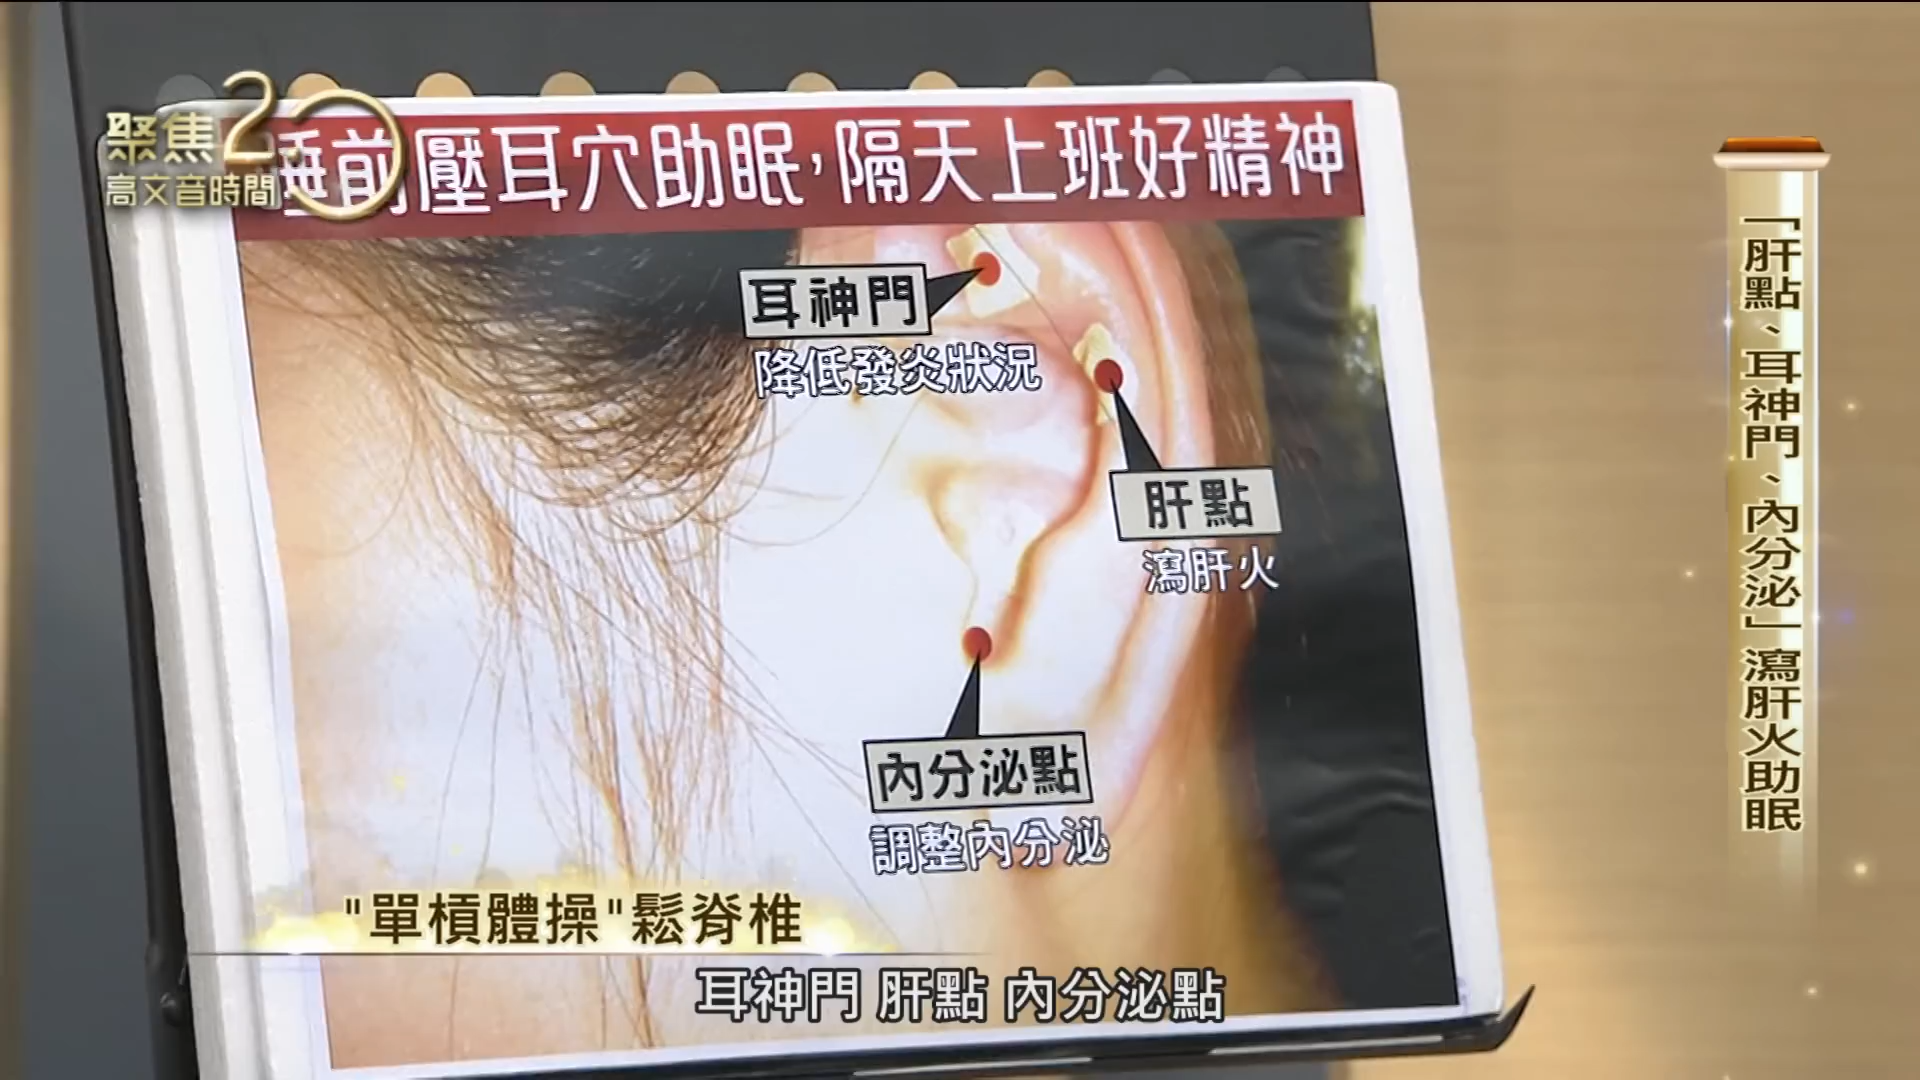 聚焦2.0
高文音時間
睡前壓耳穴助眠，隔天上班好精神
耳神門
降低發炎狀況
肝點
瀉肝火
內分泌點
調整內分泌
「肝點、耳神門、內分泌」瀉肝火助眠
"單槓體操"鬆脊椎
耳神門 肝點 內分泌點